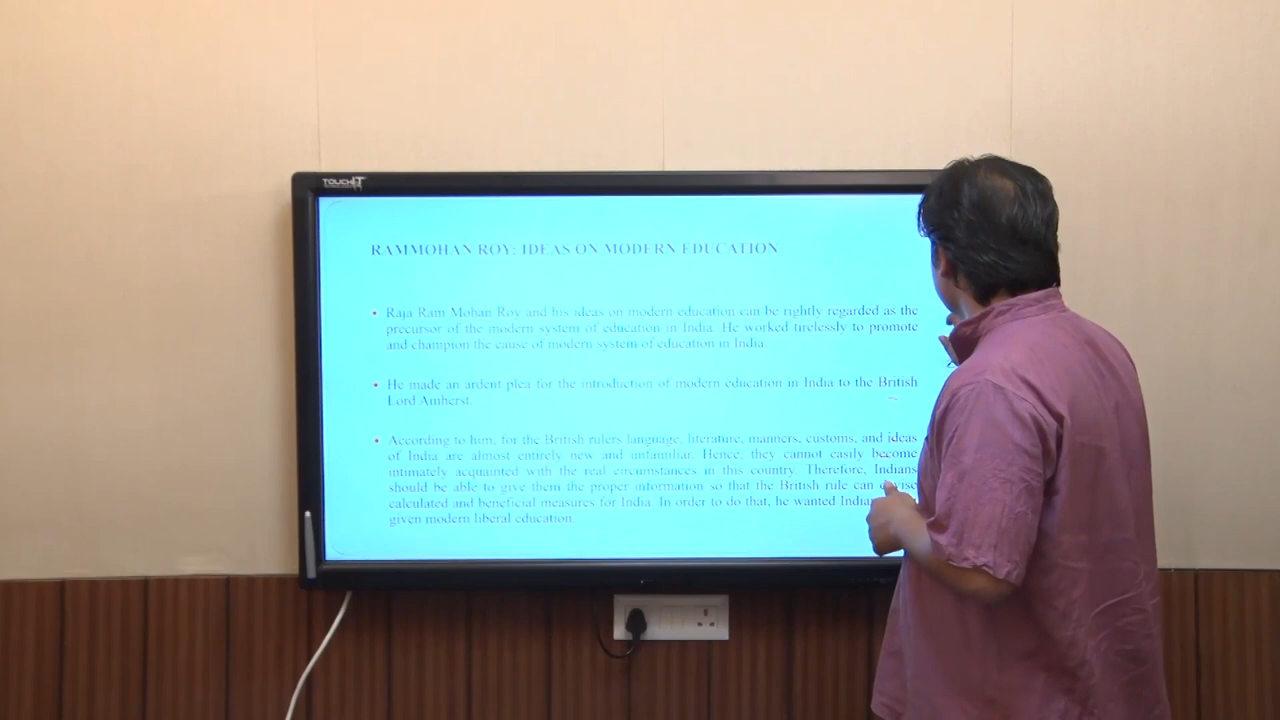 TOUCHIT
RAMMOHAN ROY: IDEAS ON MODERN EDUCATION
• Raja Ram Mohan Roy and his ideas on modern education can be rightly regarded as the
precursor of the modern system of education in India. He worked tirelessly to promote
and champion the cause of modern system of education in India.
• He made an ardent plea for the introduction of modern education in India to the British
Lord Amherst.
• According to him, for the British rulers language, literature, manners, customs, and ideas
of India are almost entirely new and unfamiliar. Hence, they cannot easily become
intimately acquainted with the real circumstances in this country. Therefore, Indians
should be able to give them the proper information so that the British rule can
calculated and beneficial measures for India. In order to do that, he wanted
given modern liberal education.